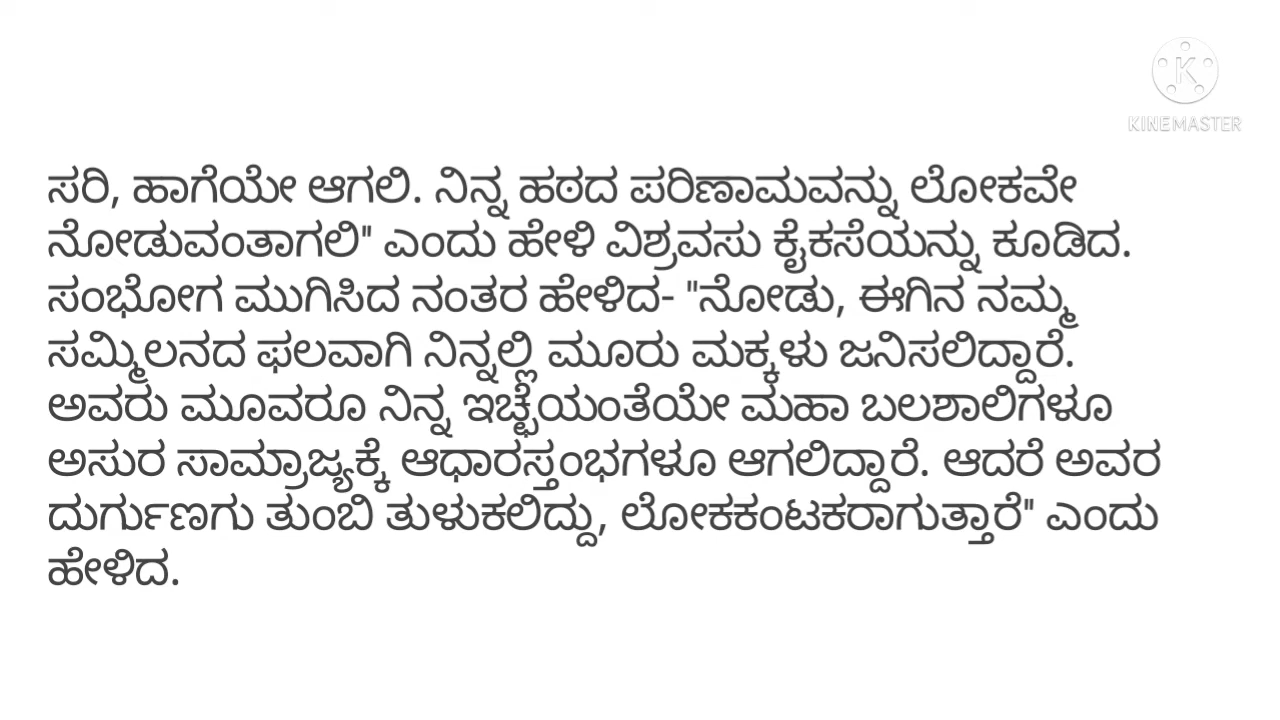 KINEMASTER
ಸರಿ, ಹಾಗೆಯೇ ಆಗಲಿ. ನಿನ್ನ ಹಠದ ಪರಿಣಾಮವನ್ನು ಲೋಕವೇ
ನೋಡುವಂತಾಗಲಿ" ಎಂದು ಹೇಳಿ ವಿಶ್ರವಸು ಕೈಕಸೆಯನ್ನು ಕೂಡಿದ.
ಸಂಭೋಗ ಮುಗಿಸಿದ ನಂತರ ಹೇಳಿದ- "ನೋಡು, ಈಗಿನ ನಮ್ಮ
ಸಮ್ಮಿಲನದ ಫಲವಾಗಿ ನಿನ್ನಲ್ಲಿ ಮೂರು ಮಕ್ಕಳು ಜನಿಸಲಿದ್ದಾರೆ.
ಅವರು ಮೂವರೂ ನಿನ್ನ ಇಚ್ಛೆಯಂತೆಯೇ ಮಹಾ ಬಲಶಾಲಿಗಳೂ
ಅಸುರ ಸಾಮ್ರಾಜ್ಯಕ್ಕೆ ಆಧಾರಸ್ತಂಭಗಳೂ ಆಗಲಿದ್ದಾರೆ. ಆದರೆ ಅವರ
ದುರ್ಗುಣಗು ತುಂಬಿ ತುಳುಕಲಿದ್ದು, ಲೋಕಕಂಟಕರಾಗುತ್ತಾರೆ" ಎಂದು
ಹೇಳಿದ.